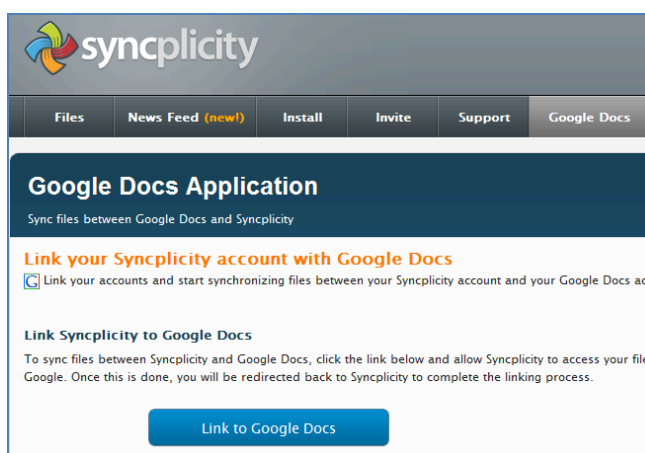 syncplicity
Files News Feed (new!) Install Invite Support Google Docs
Google Docs Application
Sync files between Google Docs and Syncplicity
Link your Syncplicity account with Google Docs
G Link your accounts and start synchronizing files between your Syncplicity account and your Google Docs
Link Syncplicity to Google Docs
To sync files between Syncplicity and Google Docs, click the link below and allow Syncplicity to access your
Google. Once this is done, you will be redirected back to Syncplicity to complete the linking process.
Link to Google Docs